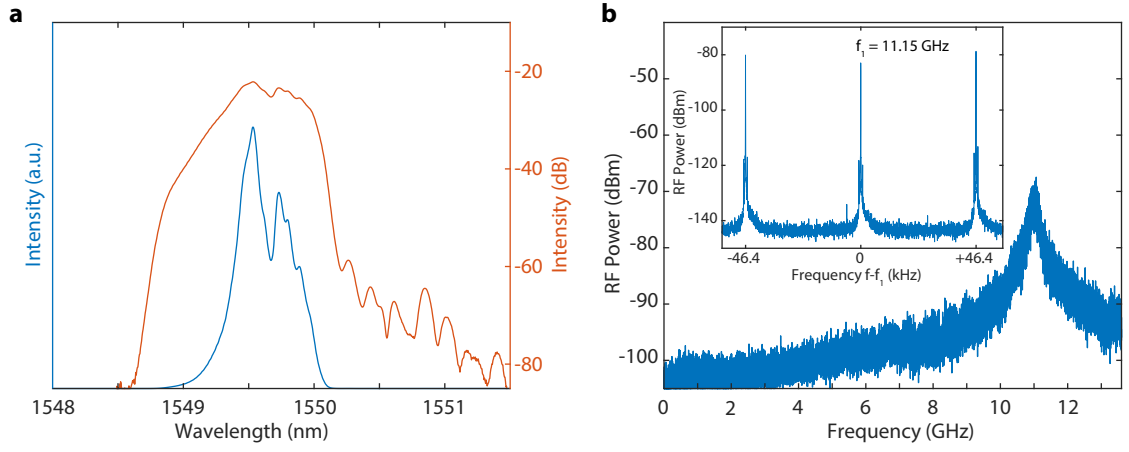 a
Intensity (a.u.)
1548
1549
1550
1551
Wavelength (nm)
-20
-40
-60
-80
Intensity (dB)
b
RF Power (dBm)
-50
-60
-70
-80
-90
-100
0
2
4
6
8
10
12
Frequency (GHz)
f1 = 11.15 GHz
RF Power (dBm)
-80
-100
-120
-140
-46.4
0
+46.4
Frequency f-f1 (kHz)